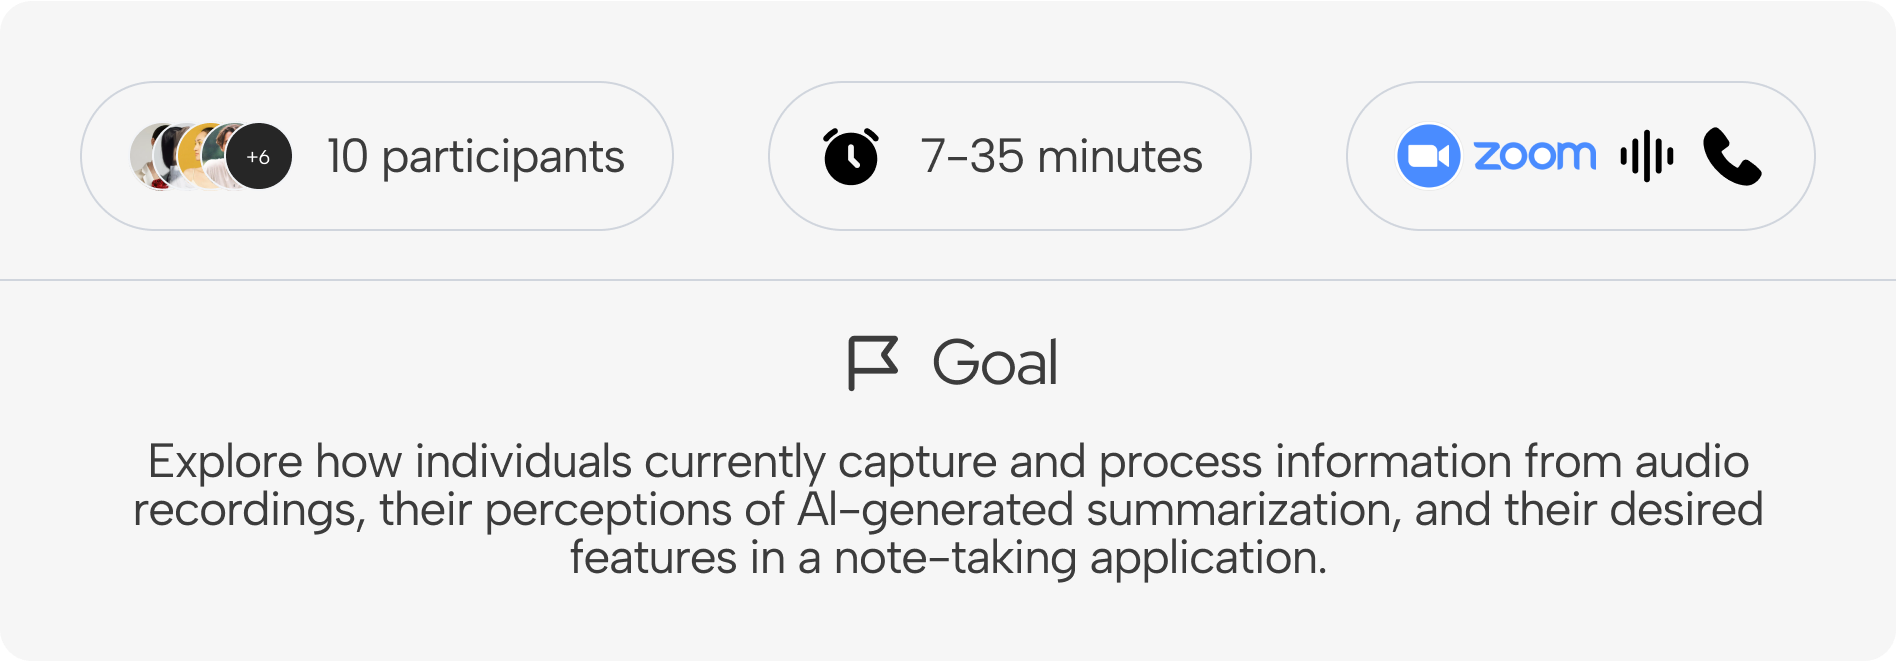 +6
10 participants
7–35 minutes
zoom
Goal
Explore how individuals currently capture and process information from audio
recordings, their perceptions of AI-generated summarization, and their desired
features in a note-taking application.